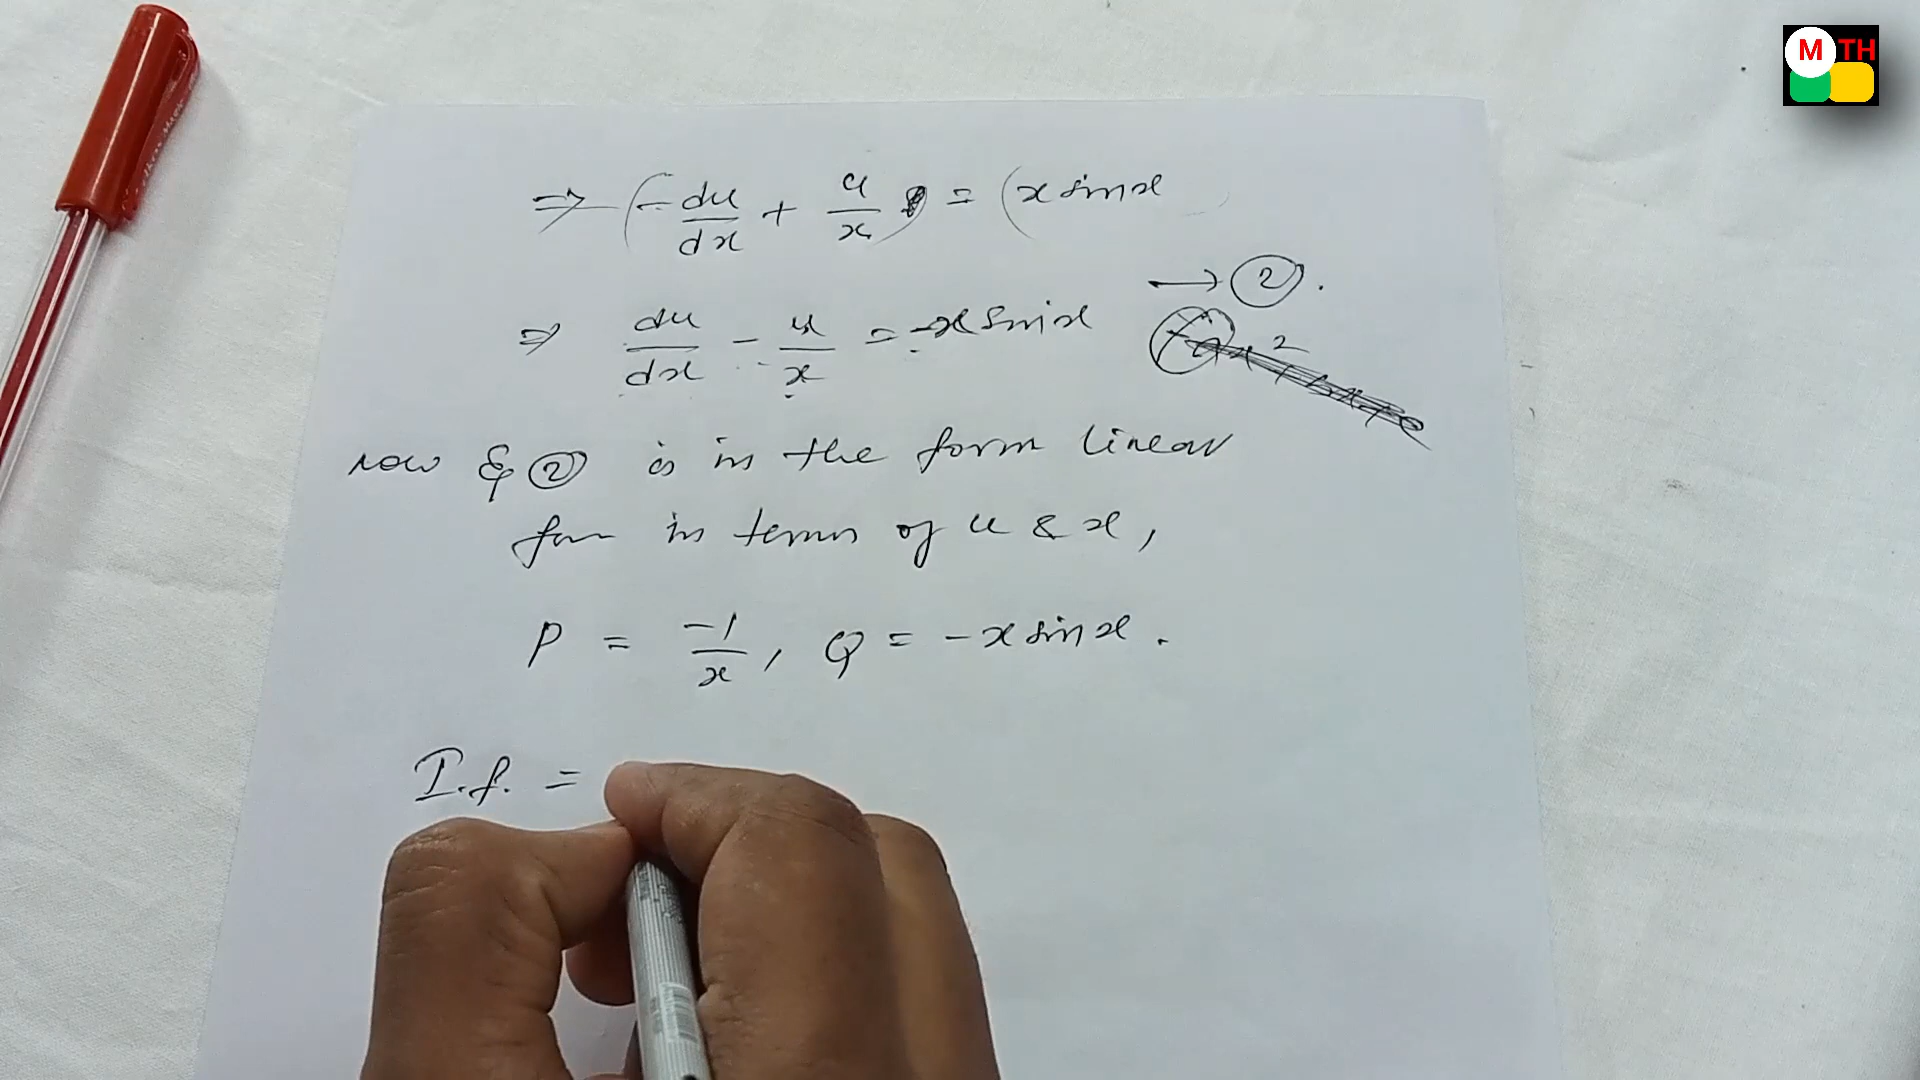 ⇒ (-du/dx + u/x) = (x sin x
→ ②.
⇒ du/dx - u/x = -x sin x
now Eq ② is in the form linear
form in terms of u & x,
P = -1/x, Q = -x sin x.
I.f. =
M TH